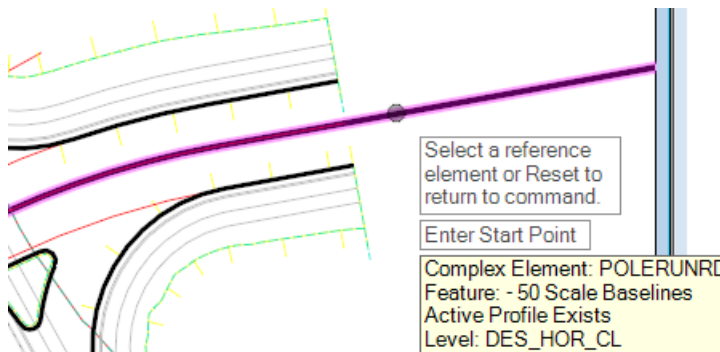 Select a reference
element or Reset to
return to command.
Enter Start Point
Complex Element: POLERUNRD
Feature: - 50 Scale Baselines
Active Profile Exists
Level: DES_HOR_CL